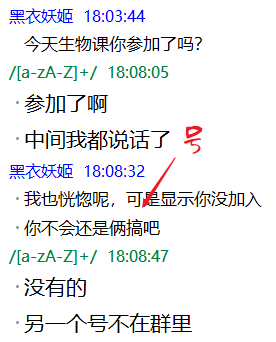 黑衣妖姬 18:03:44
今天生物课你参加了吗?
/[a-zA-Z]+/ 18:08:05
·参加了啊
·中间我都说话了
号
黑衣妖姬 18:08:32
·我也恍惚呢，可是显示你没加入
·你不会还是俩搞吧
/[a-zA-Z]+/ 18:08:47
·没有的
·另一个号不在群里